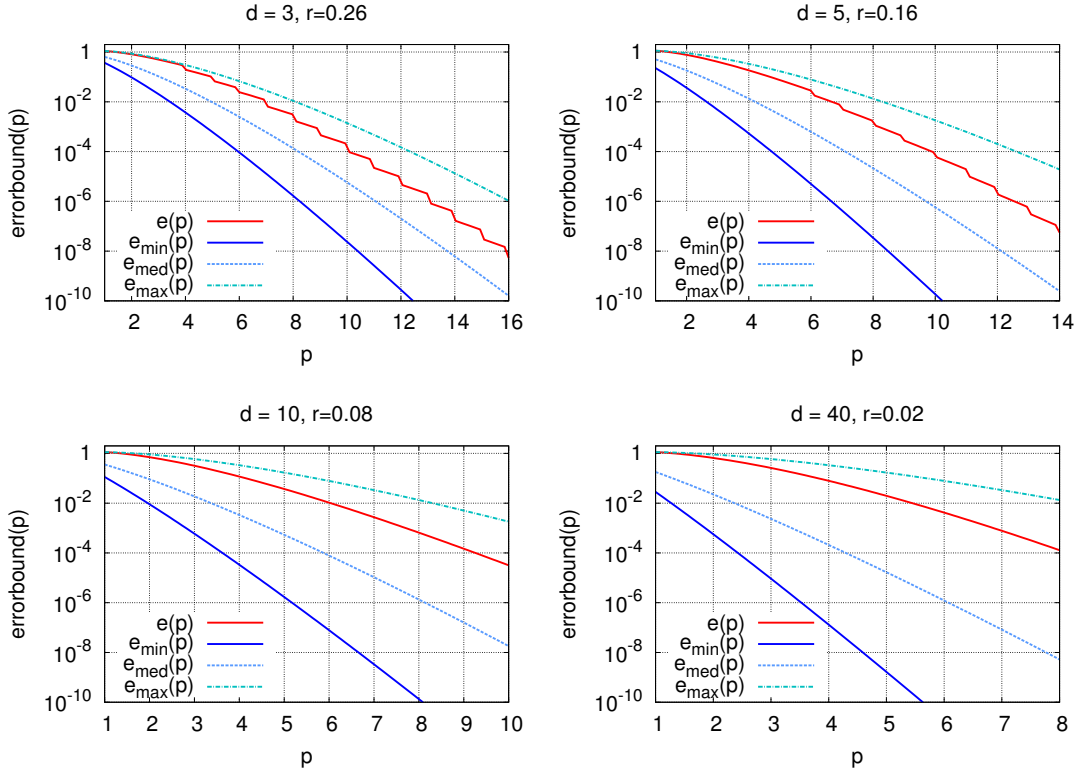 d = 3, r=0.26
errorbound(p)
1
10^-2
10^-4
10^-6
10^-8
10^-10
e(p)
e_min(p)
e_med(p)
e_max(p)
2 4 6 8 10 12 14 16
p
d = 5, r=0.16
errorbound(p)
1
10^-2
10^-4
10^-6
10^-8
10^-10
e(p)
e_min(p)
e_med(p)
e_max(p)
2 4 6 8 10 12 14
p
d = 10, r=0.08
errorbound(p)
1
10^-2
10^-4
10^-6
10^-8
10^-10
e(p)
e_min(p)
e_med(p)
e_max(p)
1 2 3 4 5 6 7 8 9 10
p
d = 40, r=0.02
errorbound(p)
1
10^-2
10^-4
10^-6
10^-8
10^-10
e(p)
e_min(p)
e_med(p)
e_max(p)
1 2 3 4 5 6 7 8
p